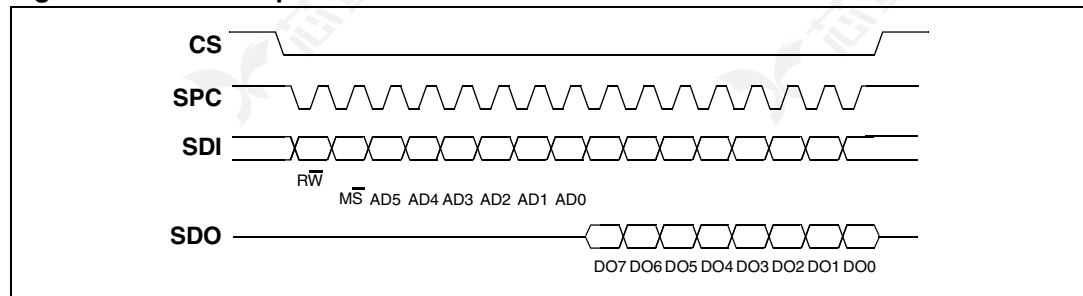 CS
SPC
SDI
RW̅
MS̅ AD5 AD4 AD3 AD2 AD1 AD0
SDO
DO7 DO6 DO5 DO4 DO3 DO2 DO1 DO0